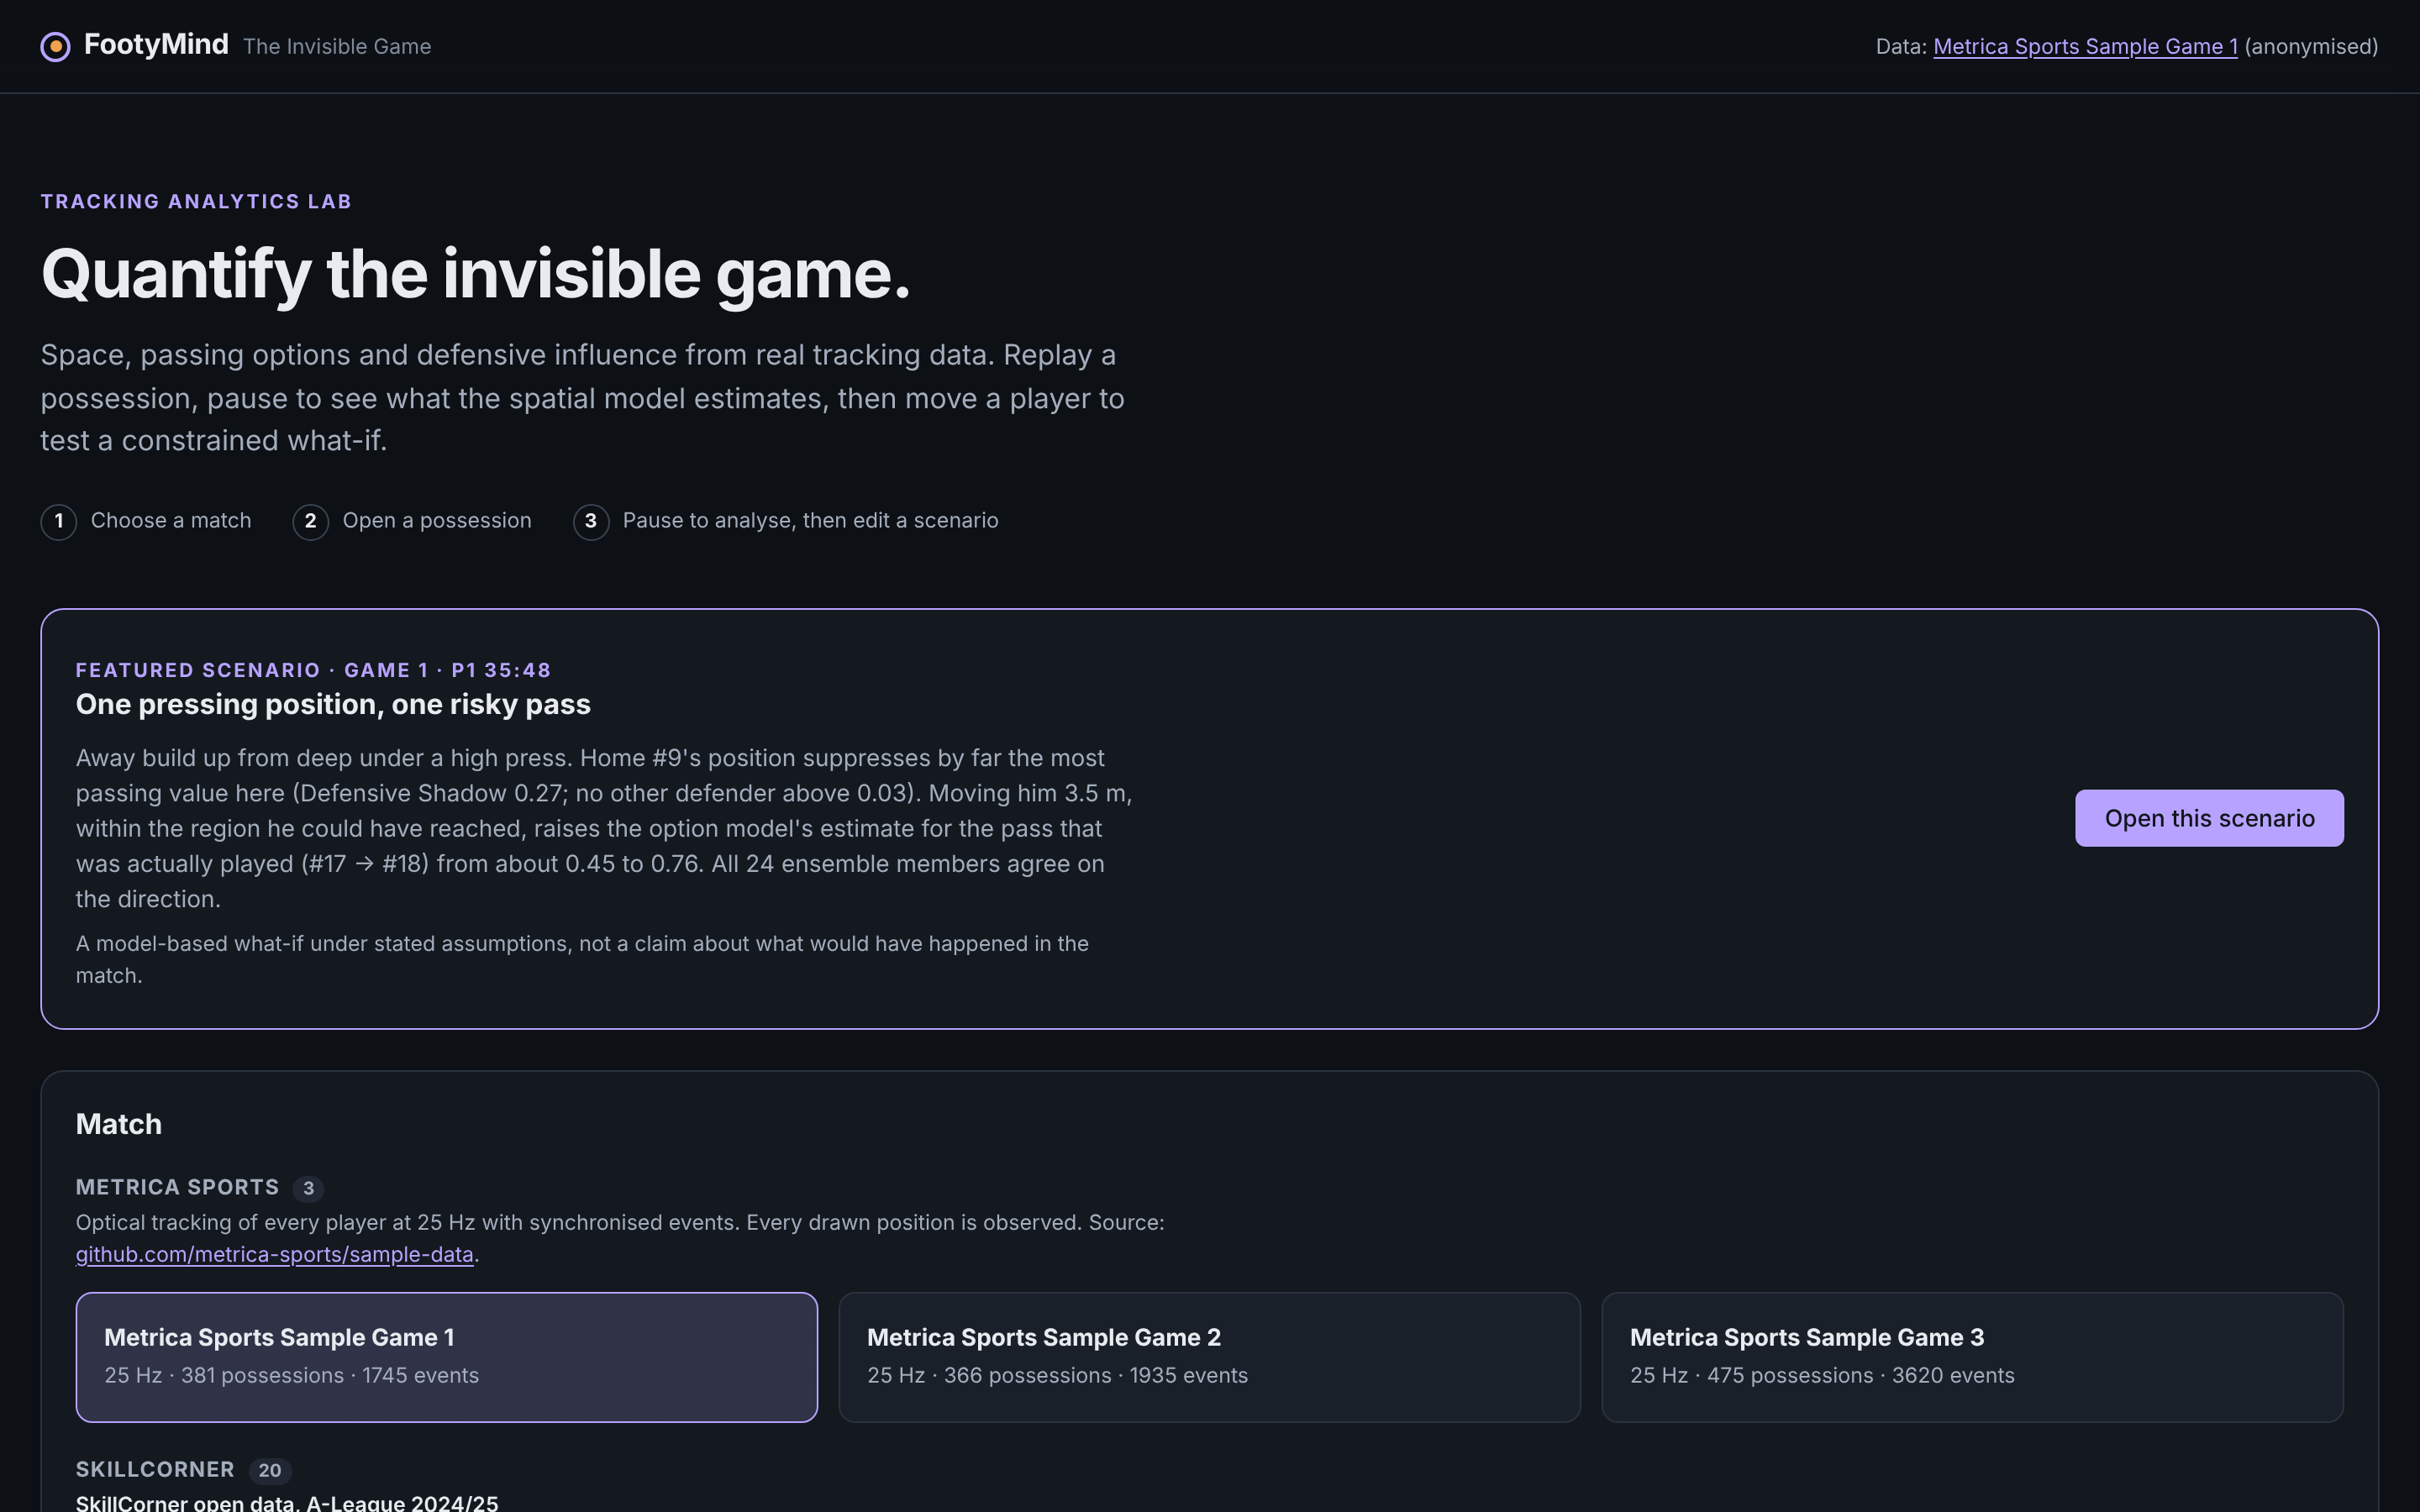 FootyMind The Invisible Game
Data: Metrica Sports Sample Game 1 (anonymised)
TRACKING ANALYTICS LAB
Quantify the invisible game.
Space, passing options and defensive influence from real tracking data. Replay a
possession, pause to see what the spatial model estimates, then move a player to
test a constrained what-if.
1 Choose a match
2 Open a possession
3 Pause to analyse, then edit a scenario
FEATURED SCENARIO · GAME 1 · P1 35:48
One pressing position, one risky pass
Away build up from deep under a high press. Home #9's position suppresses by far the most
passing value here (Defensive Shadow 0.27; no other defender above 0.03). Moving him 3.5 m,
within the region he could have reached, raises the option model's estimate for the pass that
was actually played (#17 → #18) from about 0.45 to 0.76. All 24 ensemble members agree on
the direction.
A model-based what-if under stated assumptions, not a claim about what would have happened in the
match.
Open this scenario
Match
METRICA SPORTS 3
Optical tracking of every player at 25 Hz with synchronised events. Every drawn position is observed. Source:
github.com/metrica-sports/sample-data.
Metrica Sports Sample Game 1
25 Hz · 381 possessions · 1745 events
Metrica Sports Sample Game 2
25 Hz · 366 possessions · 1935 events
Metrica Sports Sample Game 3
25 Hz · 475 possessions · 3620 events
SKILLCORNER 20
SkillCorner open data, A-League 2024/25